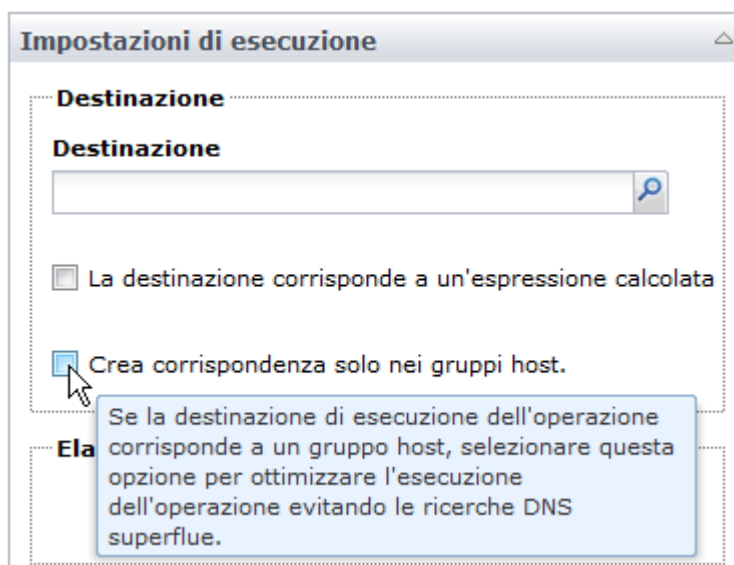 Impostazioni di esecuzione
Destinazione
Destinazione
La destinazione corrisponde a un'espressione calcolata
Crea corrispondenza solo nei gruppi host.
Se la destinazione di esecuzione dell'operazione
corrisponde a un gruppo host, selezionare questa
opzione per ottimizzare l'esecuzione
dell'operazione evitando le ricerche DNS
superflue.
Ela